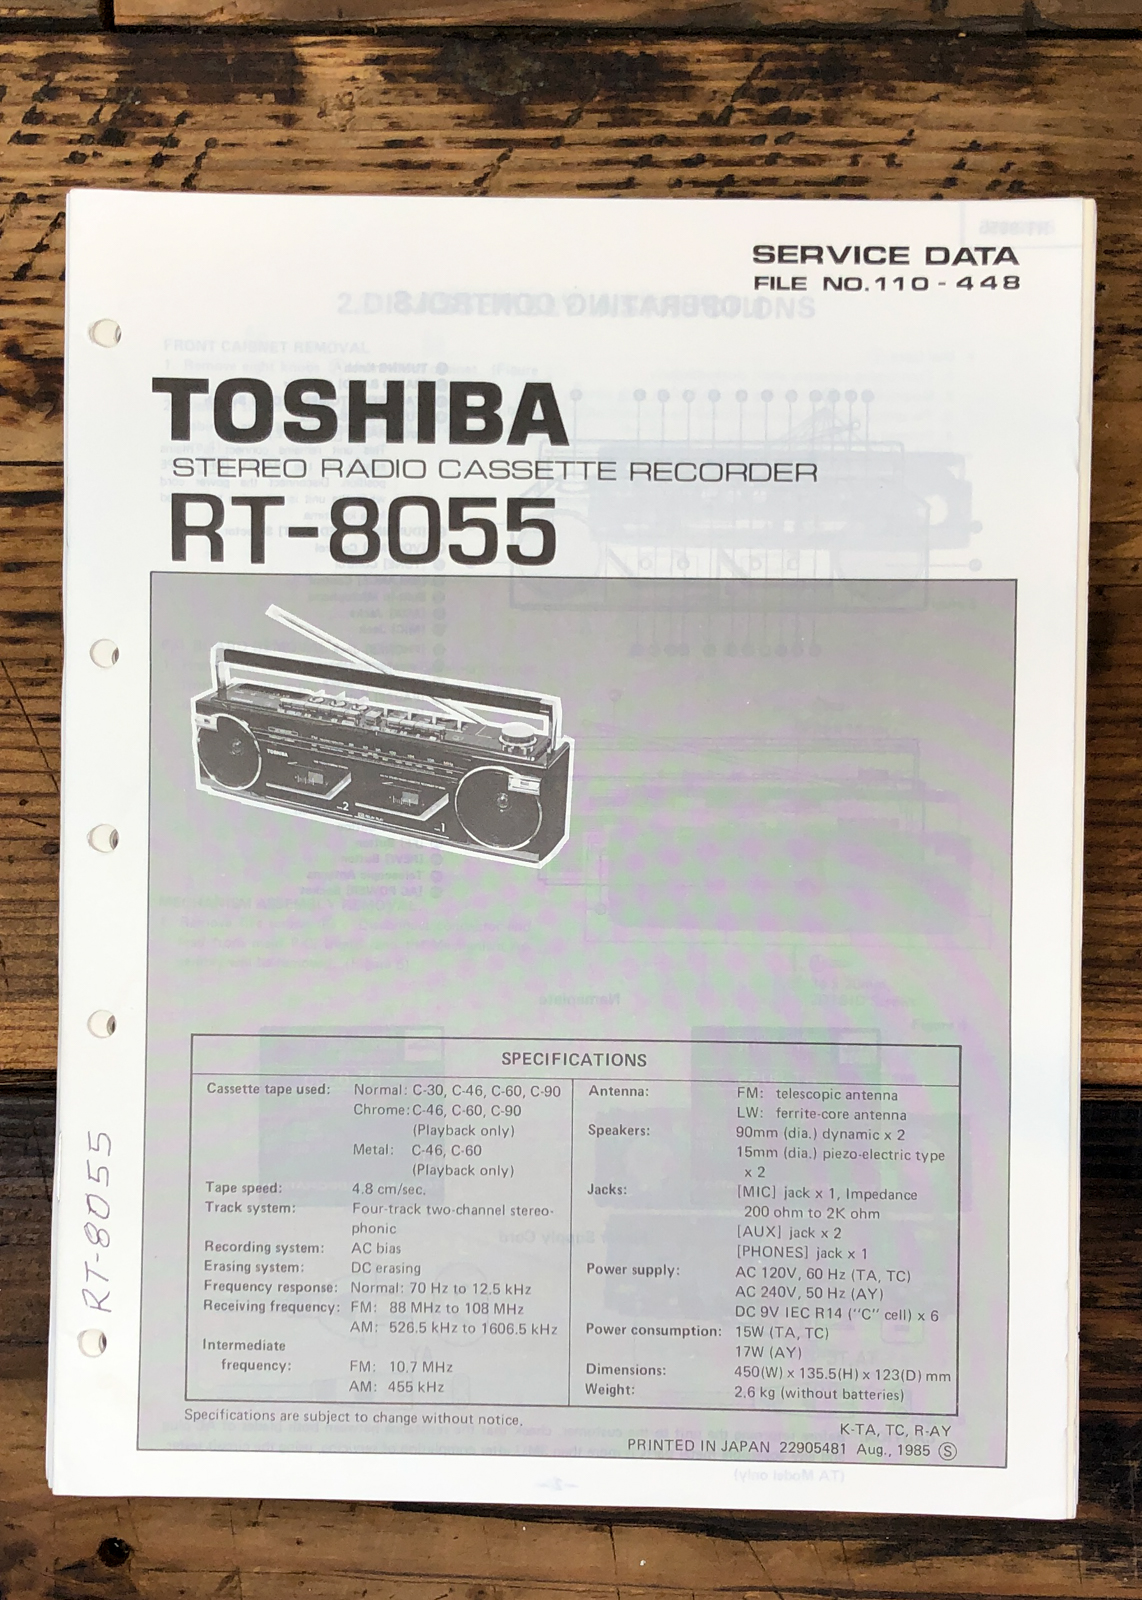 SERVICE DATA
FILE NO.110-448
TOSHIBA
STEREO RADIO CASSETTE RECORDER
RT-8055
TOSHIBA
2
1
SPECIFICATIONS
Cassette tape used: Normal: C-30, C-46, C-60, C-90
Chrome: C-46, C-60, C-90
(Playback only)
Metal: C-46, C-60
(Playback only)
Tape speed: 4.8 cm/sec.
Track system: Four-track two-channel stereo-
phonic
Recording system: AC bias
Erasing system: DC erasing
Frequency response: Normal: 70 Hz to 12.5 kHz
Receiving frequency: FM: 88 MHz to 108 MHz
AM: 526.5 kHz to 1606.5 kHz
Intermediate
frequency: FM: 10.7 MHz
AM: 455 kHz
Antenna: FM: telescopic antenna
LW: ferrite-core antenna
Speakers: 90mm (dia.) dynamic x 2
15mm (dia.) piezo-electric type
x 2
Jacks: [MIC] jack x 1, Impedance
200 ohm to 2K ohm
[AUX] jack x 2
[PHONES] jack x 1
Power supply: AC 120V, 60 Hz (TA, TC)
AC 240V, 50 Hz (AY)
DC 9V IEC R14 ("C" cell) x 6
Power consumption: 15W (TA, TC)
17W (AY)
Dimensions: 450(W) x 135.5(H) x 123(D) mm
Weight: 2.6 kg (without batteries)
Specifications are subject to change without notice.
K-TA, TC, R-AY
PRINTED IN JAPAN 22905481 Aug., 1985 Ⓢ
RT-8055